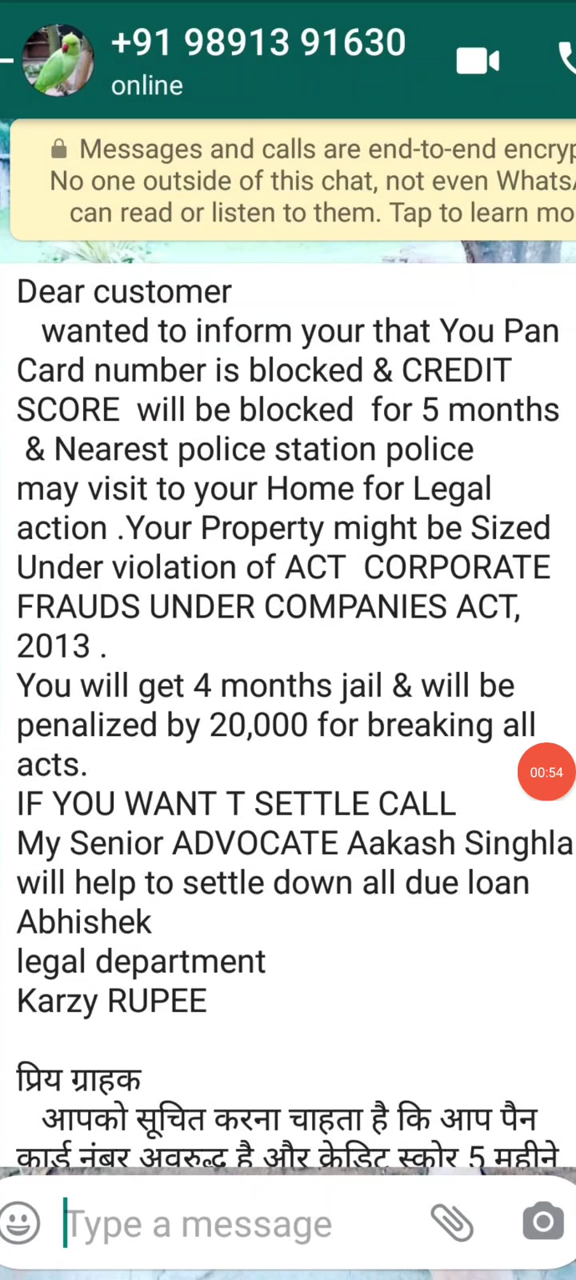 +91 98913 91630
online
Messages and calls are end-to-end encryp
No one outside of this chat, not even WhatsA
can read or listen to them. Tap to learn mo
Dear customer
wanted to inform your that You Pan
Card number is blocked & CREDIT
SCORE will be blocked for 5 months
& Nearest police station police
may visit to your Home for Legal
action .Your Property might be Sized
Under violation of ACT CORPORATE
FRAUDS UNDER COMPANIES ACT,
2013 .
You will get 4 months jail & will be
penalized by 20,000 for breaking all
acts.
00:54
IF YOU WANT T SETTLE CALL
My Senior ADVOCATE Aakash Singhla
will help to settle down all due loan
Abhishek
legal department
Karzy RUPEE
प्रिय ग्राहक
आपको सूचित करना चाहता है कि आप पैन
कार्ड नंबर अवरुद्ध है और क्रेडिट स्कोर 5 महीने
Type a message